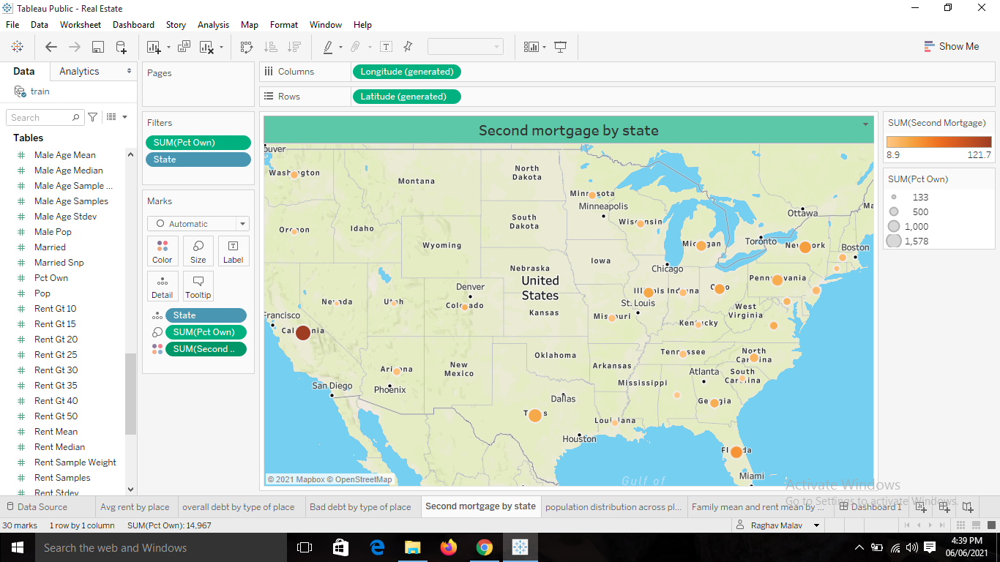 Tableau Public - Real Estate
File Data Worksheet Dashboard Story Analysis Map Format Window Help
Show Me
Data Analytics
train
Search
Tables
Male Age Mean
Male Age Median
Male Age Sample ...
Male Age Samples
Male Age Stdev
Male Pop
Married
Married Snp
Pct Own
Pop
Rent Gt 10
Rent Gt 15
Rent Gt 20
Rent Gt 25
Rent Gt 30
Rent Gt 35
Rent Gt 40
Rent Gt 50
Rent Mean
Rent Median
Rent Sample Weight
Rent Samples
Rent Stdev
Pages
Filters
SUM(Pct Own)
State
Marks
Automatic
Color Size Label
Detail Tooltip
State
SUM(Pct Own)
SUM(Second ..
Columns Longitude (generated)
Rows Latitude (generated)
Second mortgage by state
ouver
Washington
Montana
North
Dakota
Minnesota
Minneapolis
Ottawa
Ma
Oregon
Idaho
South
Dakota
Wisconsin
Wyoming
Michigan
Toronto
New York
Boston
Iowa
Chicago
Nebraska
United
States
Denver
Pennsylvania
Nevada
Utah
Colorado
Kansas
Illinois
Indiana
Ohio
St. Louis
West
Virginia
Francisco
California
Missouri
Kentucky
Oklahoma
Tennessee
North
Carolina
Arizona
New
Mexico
Arkansas
Atlanta
South
Carolina
San Diego
Phoenix
Mississippi
Dallas
Georgia
Texas
Louisiana
Houston
Florida
Miami
Gulf of
© 2021 Mapbox © OpenStreetMap
SUM(Second Mortgage)
8.9 121.7
SUM(Pct Own)
133
500
1,000
1,578
Activate Windows
Go to Settings to activate Windows.
Data Source Avg rent by place overall debt by type of place Bad debt by type of place Second mortgage by state population distribution across pl... Family mean and rent mean by ... Dashboard 1
30 marks 1 row by 1 column SUM(Pct Own): 14,967 Raghav Malav
Search the web and Windows
4:39 PM
06/06/2021